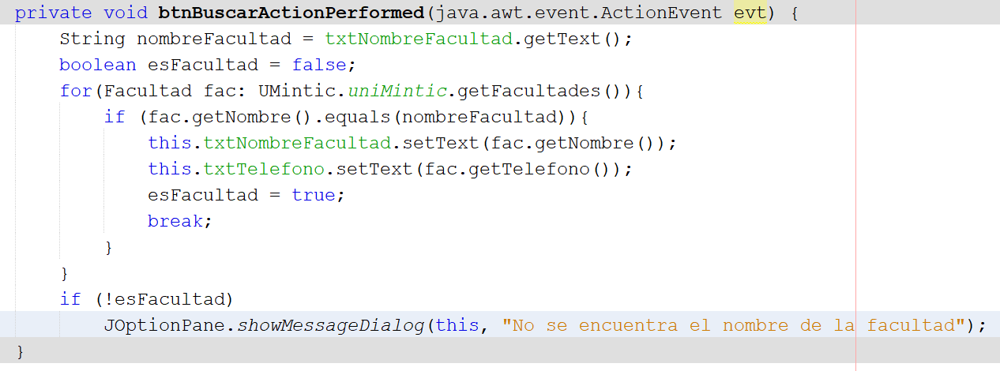 private void btnBuscarActionPerformed(java.awt.event.ActionEvent evt) {
    String nombreFacultad = txtNombreFacultad.getText();
    boolean esFacultad = false;
    for(Facultad fac: UMintic.uniMintic.getFacultades()){
        if (fac.getNombre().equals(nombreFacultad)){
            this.txtNombreFacultad.setText(fac.getNombre());
            this.txtTelefono.setText(fac.getTelefono());
            esFacultad = true;
            break;
        }
    }
    if (!esFacultad)
        JOptionPane.showMessageDialog(this, "No se encuentra el nombre de la facultad");
}